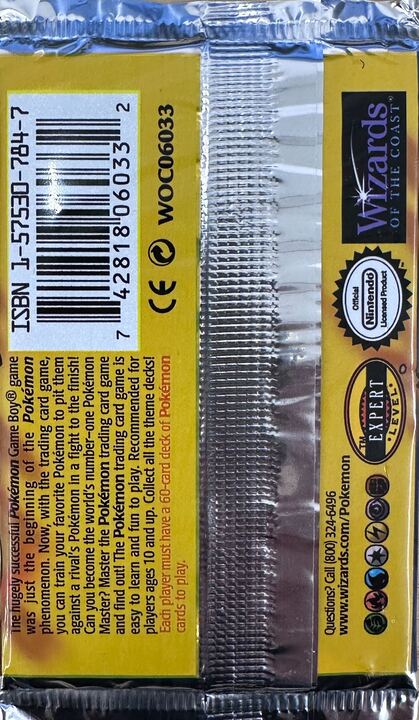 The hugely successful Pokémon Game Boy® game
was just the beginning of the Pokémon
phenomenon. Now, with the trading card game,
you can train your favorite Pokémon to pit them
against a rival's Pokémon in a fight to the finish!
Can you become the world's number-one Pokémon
Master? Master the Pokémon trading card game
and find out! The Pokémon trading card game is
easy to learn and fun to play. Recommended for
players ages 10 and up. Collect all the theme decks!
Each player must have a 60-card deck of Pokémon
cards to play.
ISBN 1-57530-784-7
7 42818 06033 2
CE WOC06033
Questions? Call (800) 324-6496
www.wizards.com/Pokemon
TM
EXPERT
LEVEL
Official
Nintendo
Licensed Product
Wizards
OF THE COAST®